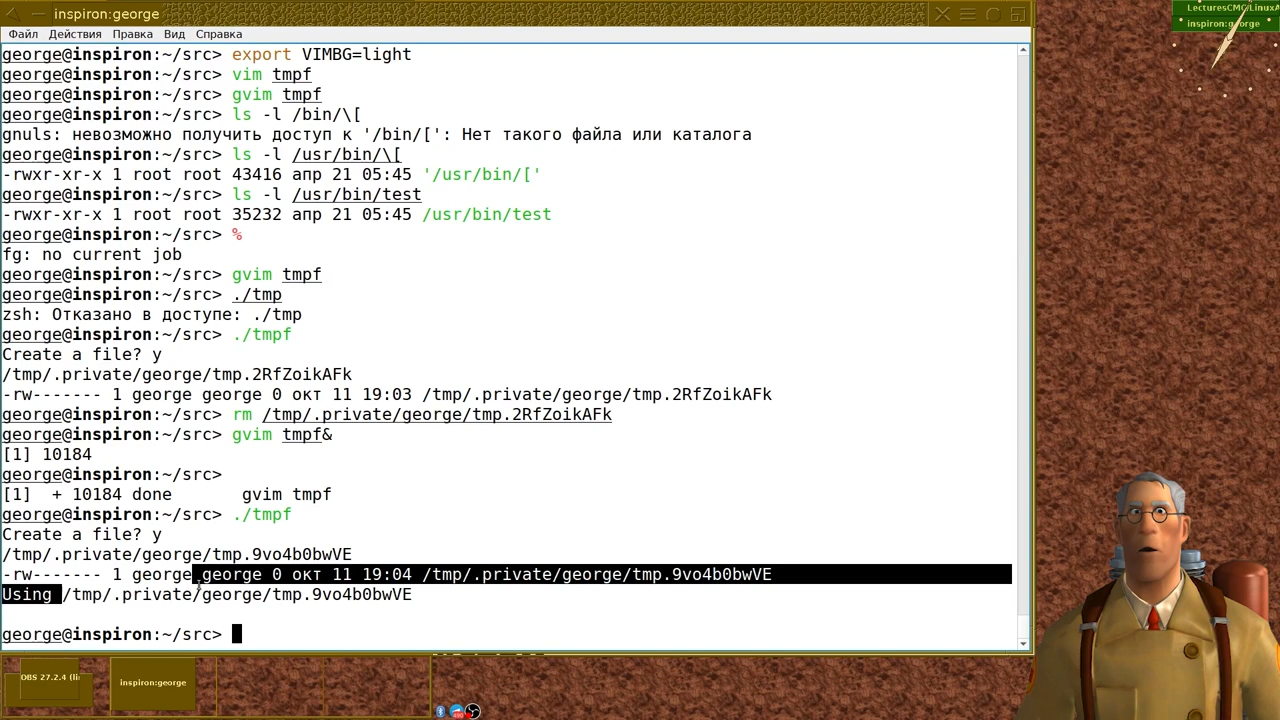 inspiron:george
Файл Действия Правка Вид Справка
george@inspiron:~/src> export VIMBG=light
george@inspiron:~/src> vim tmpf
george@inspiron:~/src> gvim tmpf
george@inspiron:~/src> ls -l /bin/\[
gnuls: невозможно получить доступ к '/bin/[': Нет такого файла или каталога
george@inspiron:~/src> ls -l /usr/bin/\[
-rwxr-xr-x 1 root root 43416 апр 21 05:45 '/usr/bin/['
george@inspiron:~/src> ls -l /usr/bin/test
-rwxr-xr-x 1 root root 35232 апр 21 05:45 /usr/bin/test
george@inspiron:~/src> %
fg: no current job
george@inspiron:~/src> gvim tmpf
george@inspiron:~/src> ./tmp
zsh: Отказано в доступе: ./tmp
george@inspiron:~/src> ./tmpf
Create a file? y
/tmp/.private/george/tmp.2RfZoikAFk
-rw------- 1 george george 0 окт 11 19:03 /tmp/.private/george/tmp.2RfZoikAFk
george@inspiron:~/src> rm /tmp/.private/george/tmp.2RfZoikAFk
george@inspiron:~/src> gvim tmpf&
[1] 10184
george@inspiron:~/src>
[1]  + 10184 done       gvim tmpf
george@inspiron:~/src> ./tmpf
Create a file? y
/tmp/.private/george/tmp.9vo4b0bwVE
-rw------- 1 george george 0 окт 11 19:04 /tmp/.private/george/tmp.9vo4b0bwVE
Using /tmp/.private/george/tmp.9vo4b0bwVE
george@inspiron:~/src>
LecturesCMC/LinuxA
inspiron:george
OBS 27.2.4 (li
inspiron:george